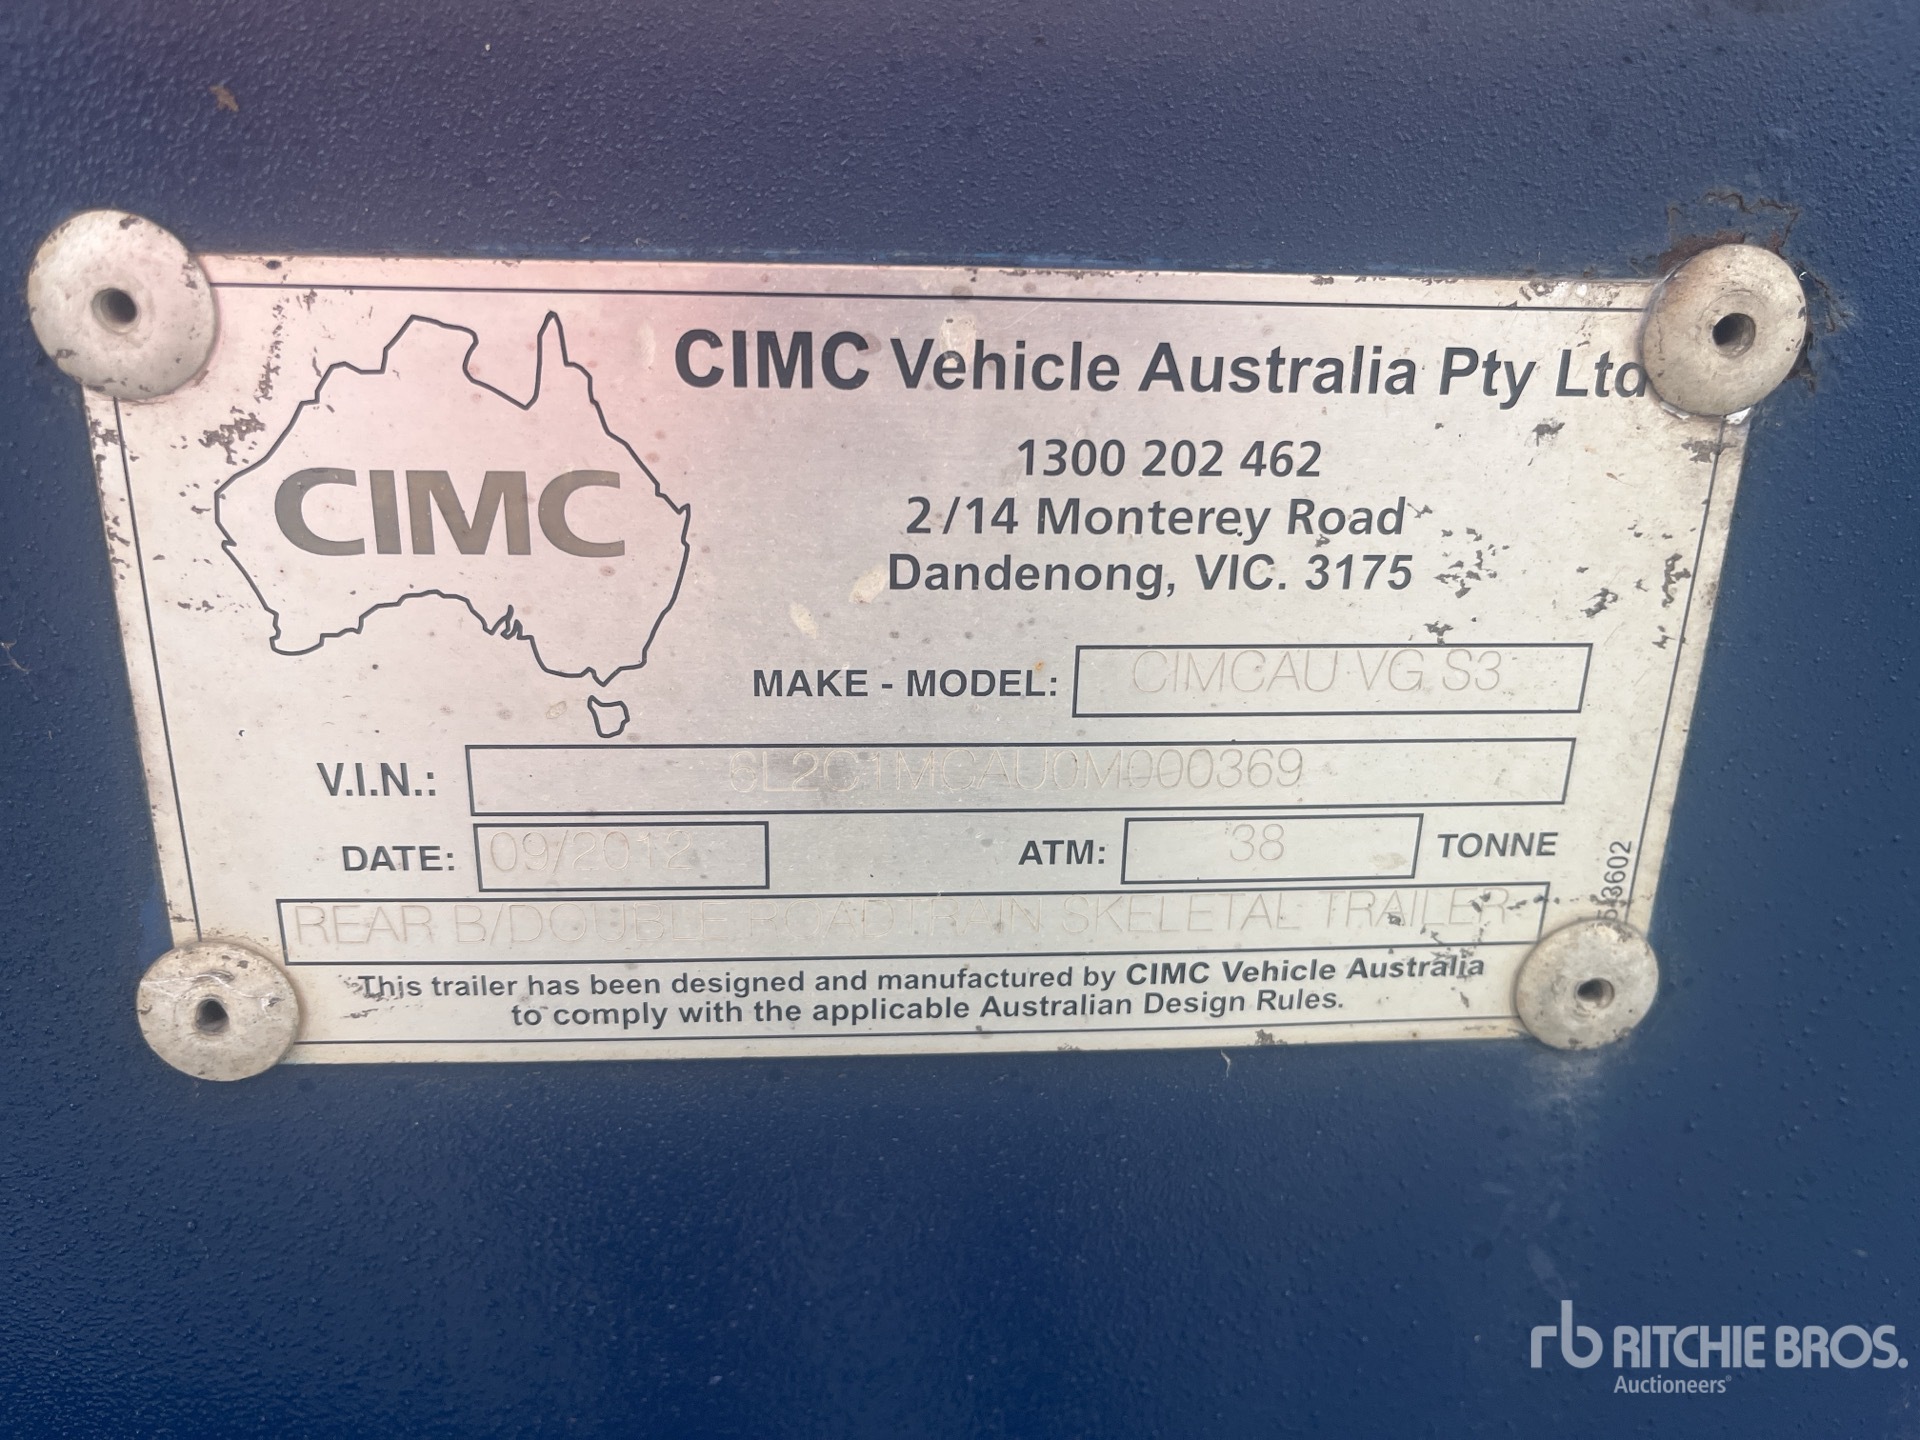 CIMC
CIMC Vehicle Australia Pty Ltd
1300 202 462
2/14 Monterey Road
Dandenong, VIC. 3175
MAKE - MODEL: CIMCAU VG S3
V.I.N.: 6L2C1MCAU0M000369
DATE: 09/2012 ATM: 38 TONNE
REAR B/DOUBLE ROAD TRAIN SKELETAL TRAILER
This trailer has been designed and manufactured by CIMC Vehicle Australia
to comply with the applicable Australian Design Rules.
rb RITCHIE BROS.
Auctioneers®